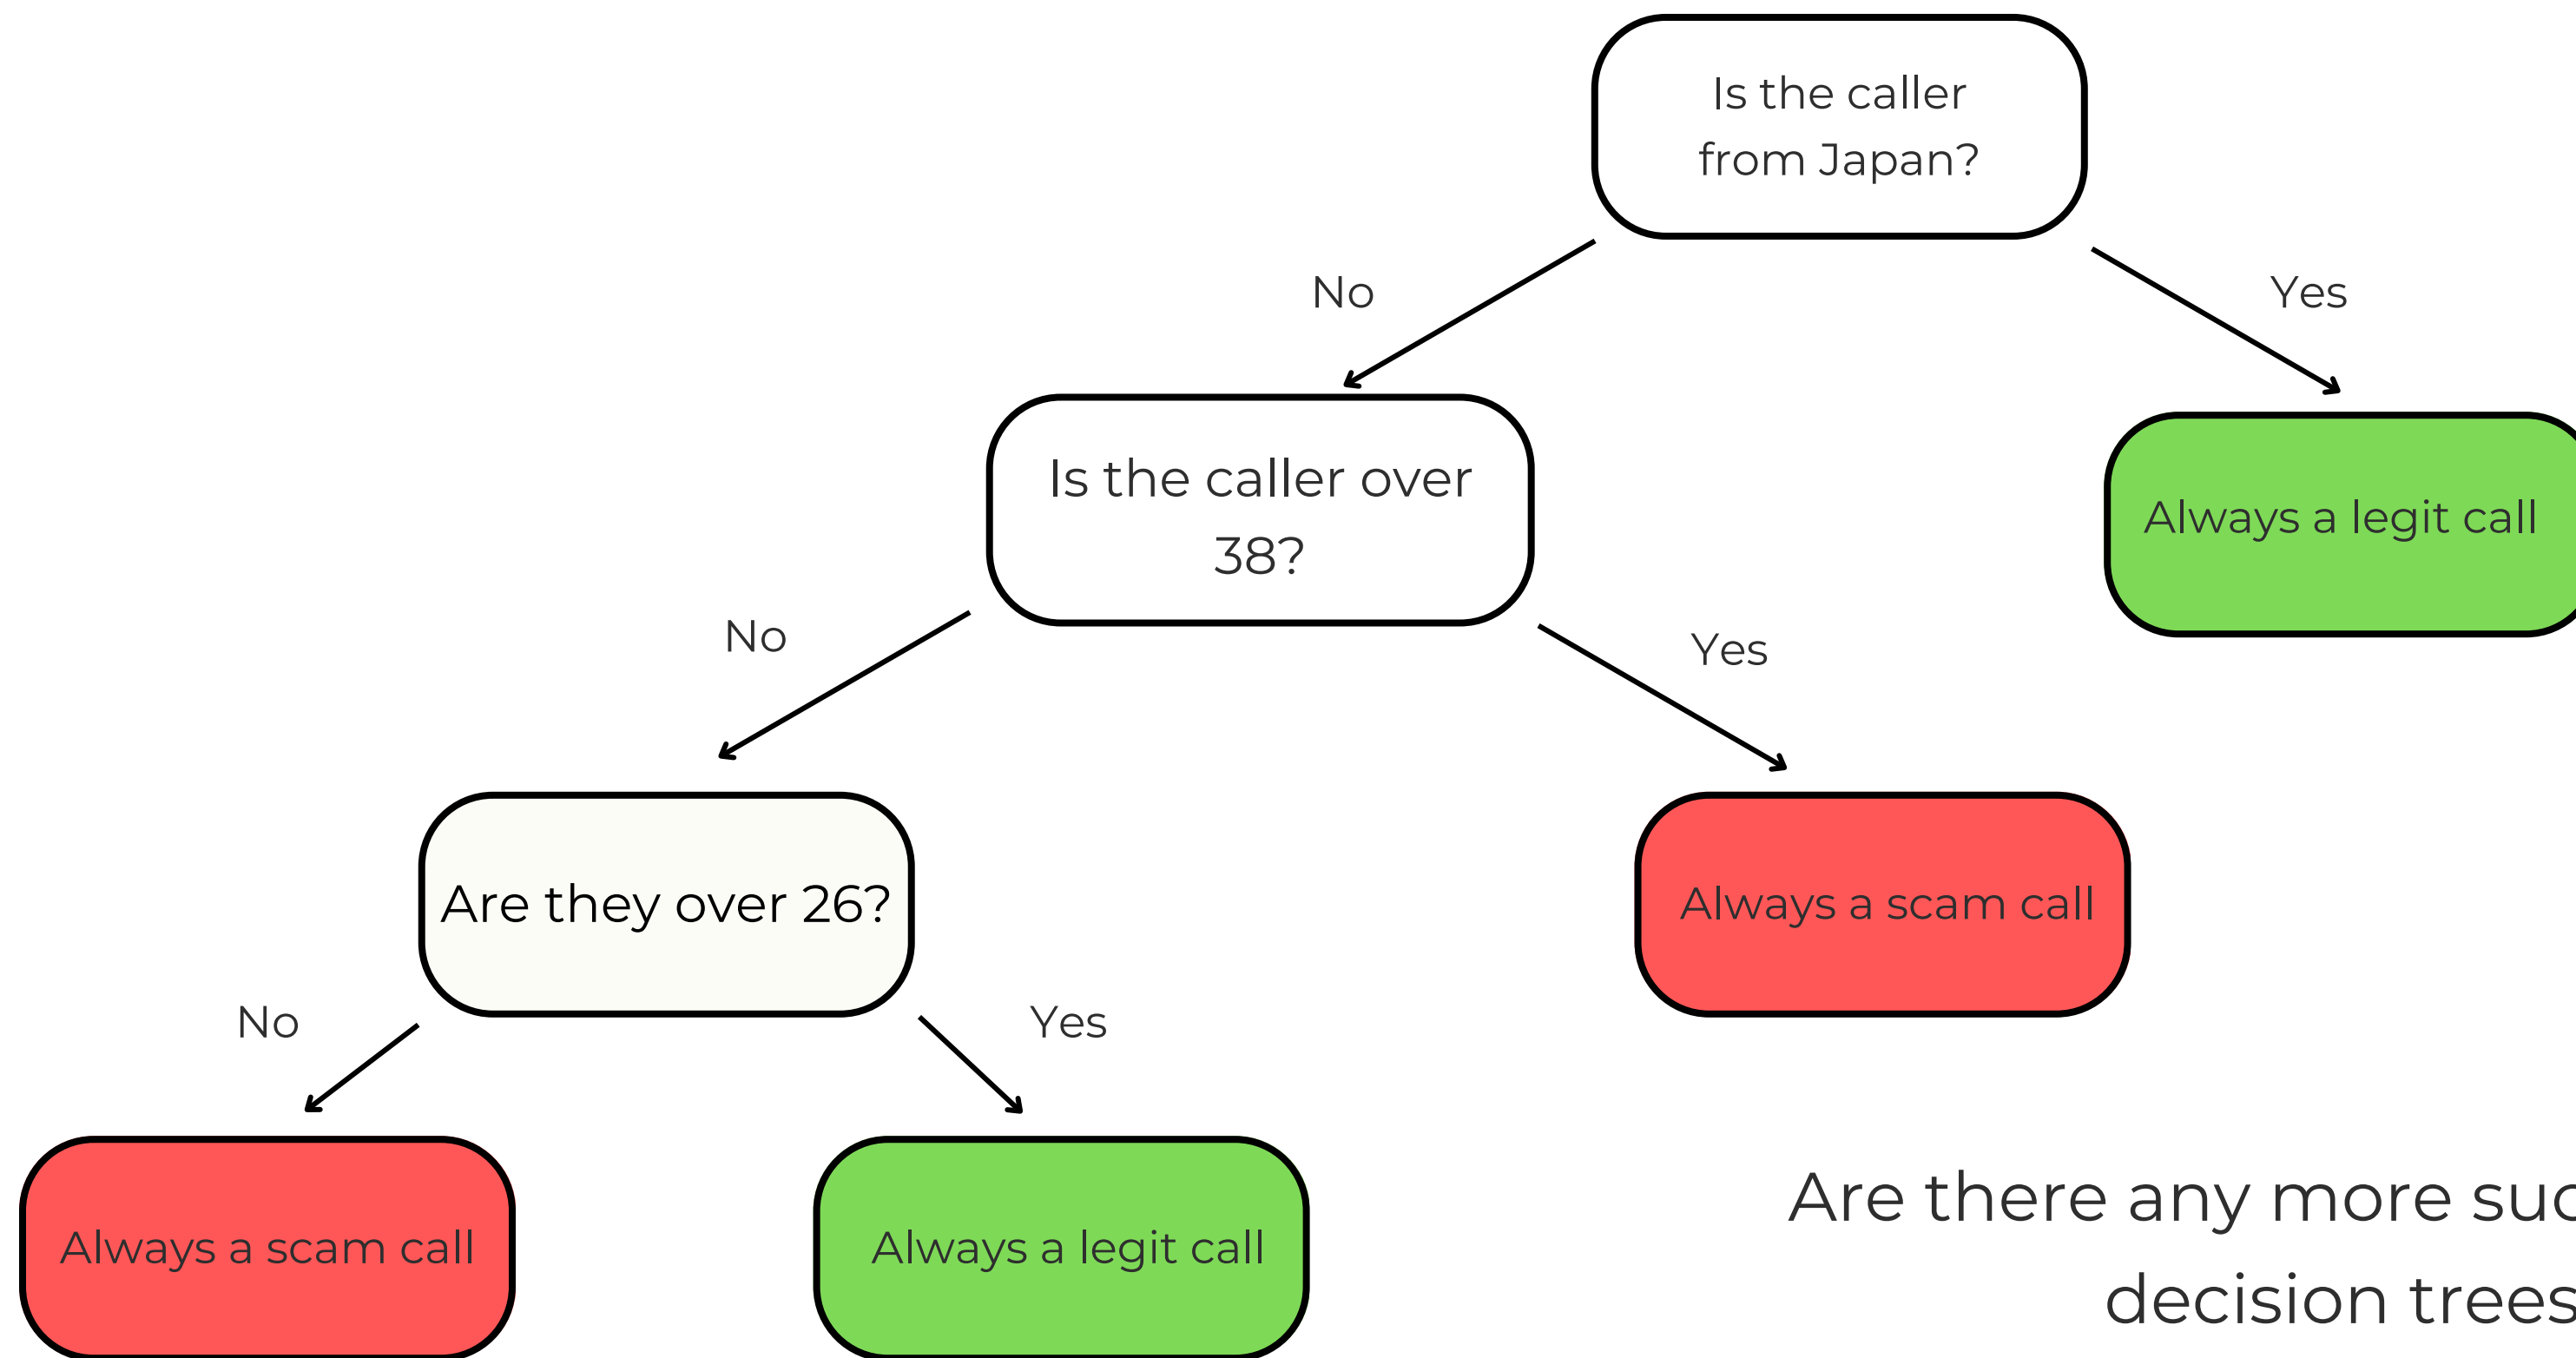 Is the caller
from Japan?
No
Yes
Is the caller over
38?
Always a legit call
No
Yes
Are they over 26?
Always a scam call
No
Yes
Always a scam call
Always a legit call
Are there any more
decision trees